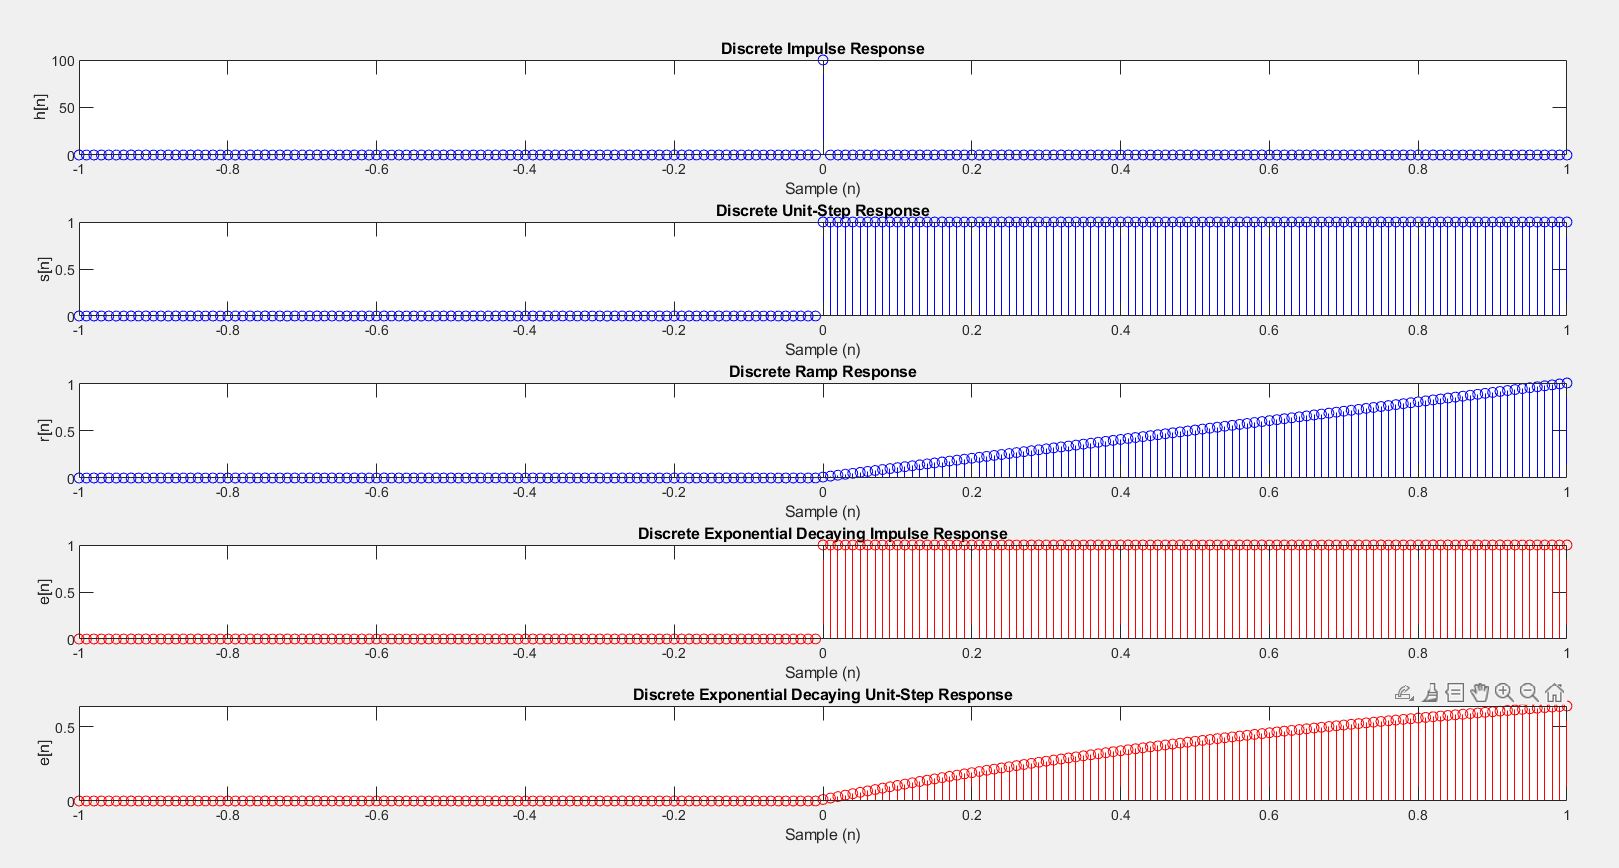 Discrete Impulse Response
100
50
0
h[n]
-1 -0.8 -0.6 -0.4 -0.2 0 0.2 0.4 0.6 0.8 1
Sample (n)
Discrete Unit-Step Response
1
0.5
0
s[n]
-1 -0.8 -0.6 -0.4 -0.2 0 0.2 0.4 0.6 0.8 1
Sample (n)
Discrete Ramp Response
1
0.5
0
r[n]
-1 -0.8 -0.6 -0.4 -0.2 0 0.2 0.4 0.6 0.8 1
Sample (n)
Discrete Exponential Decaying Impulse Response
1
0.5
0
e[n]
-1 -0.8 -0.6 -0.4 -0.2 0 0.2 0.4 0.6 0.8 1
Sample (n)
Discrete Exponential Decaying Unit-Step Response
0.5
0
e[n]
-1 -0.8 -0.6 -0.4 -0.2 0 0.2 0.4 0.6 0.8 1
Sample (n)